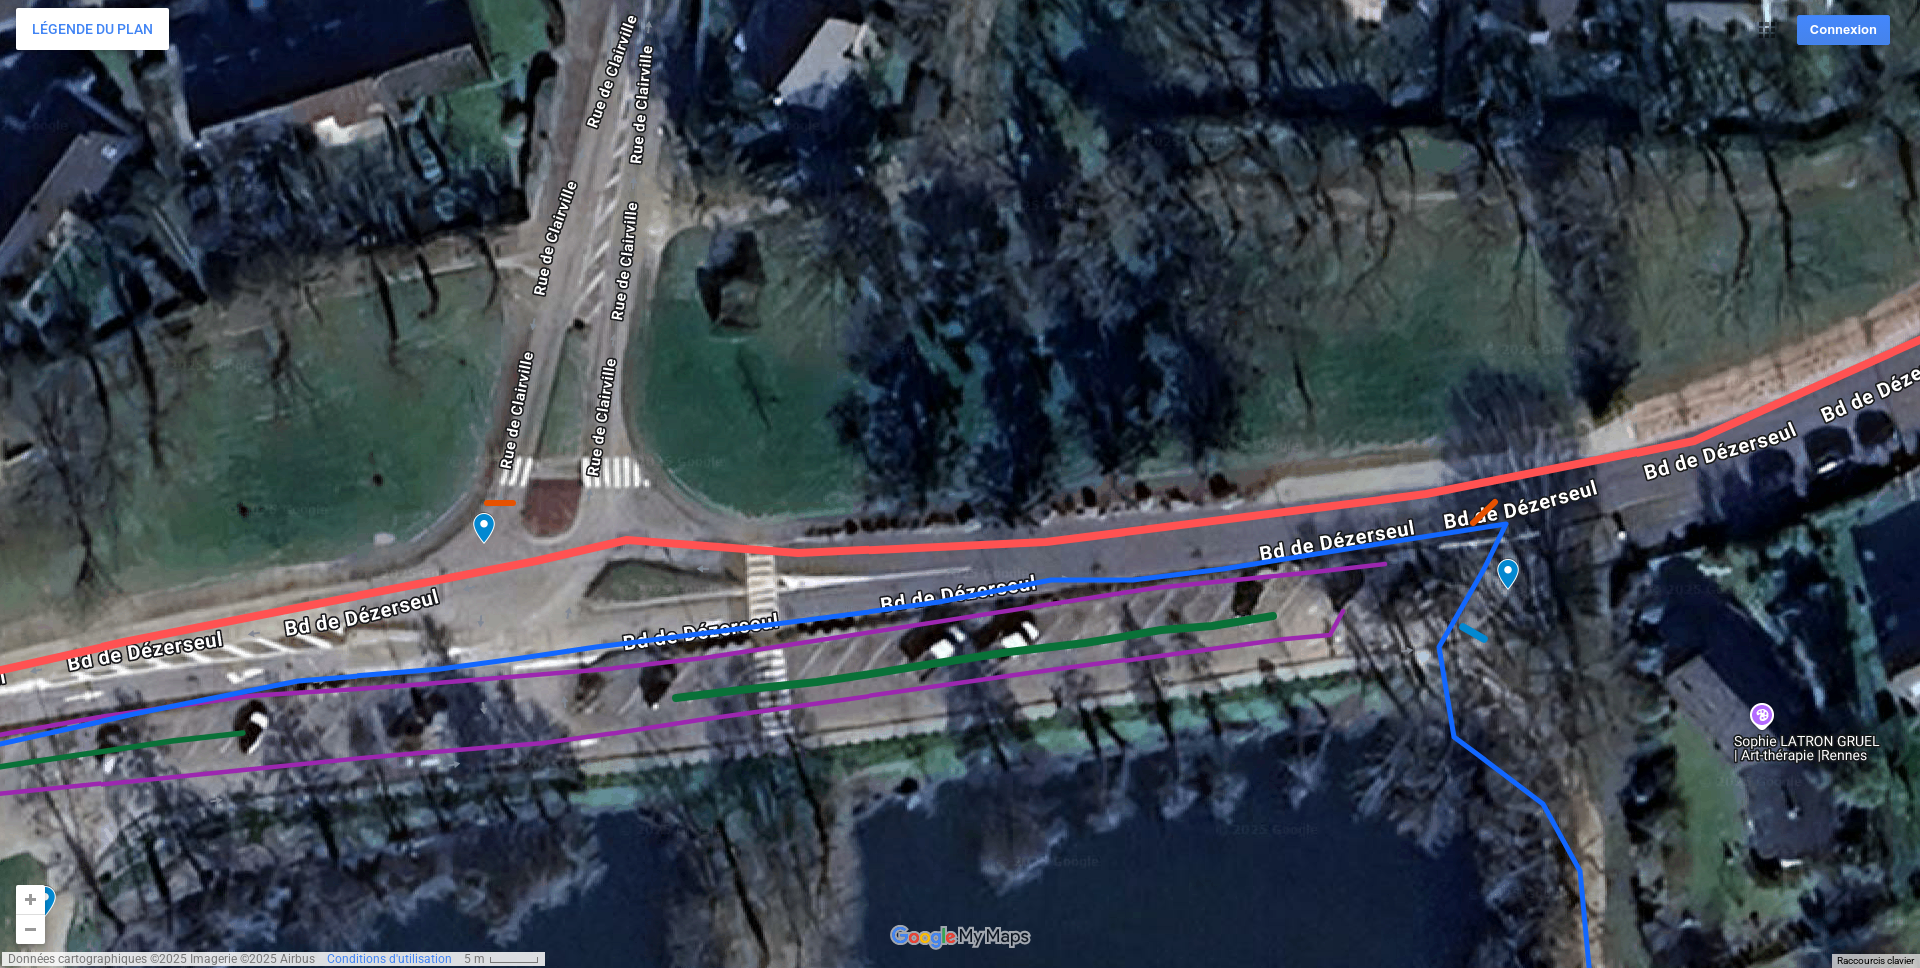 LÉGENDE DU PLAN
Connexion
Rue de Clairville
Rue de Clairville
Rue de Clairville
Rue de Clairville
Rue de Clairville
Rue de Clairville
Bd de Déze
Bd de Dézerseul
Bd de Dézerseul
Bd de Dézerseul
Bd de Dézerseul
Bd de Dézerseul
Bd de Dézerseul
Bd de Dézerseul
Sophie LATRON GRUEL
| Art-thérapie |Rennes
Google My Maps
Données cartographiques ©2025 Imagerie ©2025 Airbus Conditions d'utilisation 5 m
Raccourcis clavier